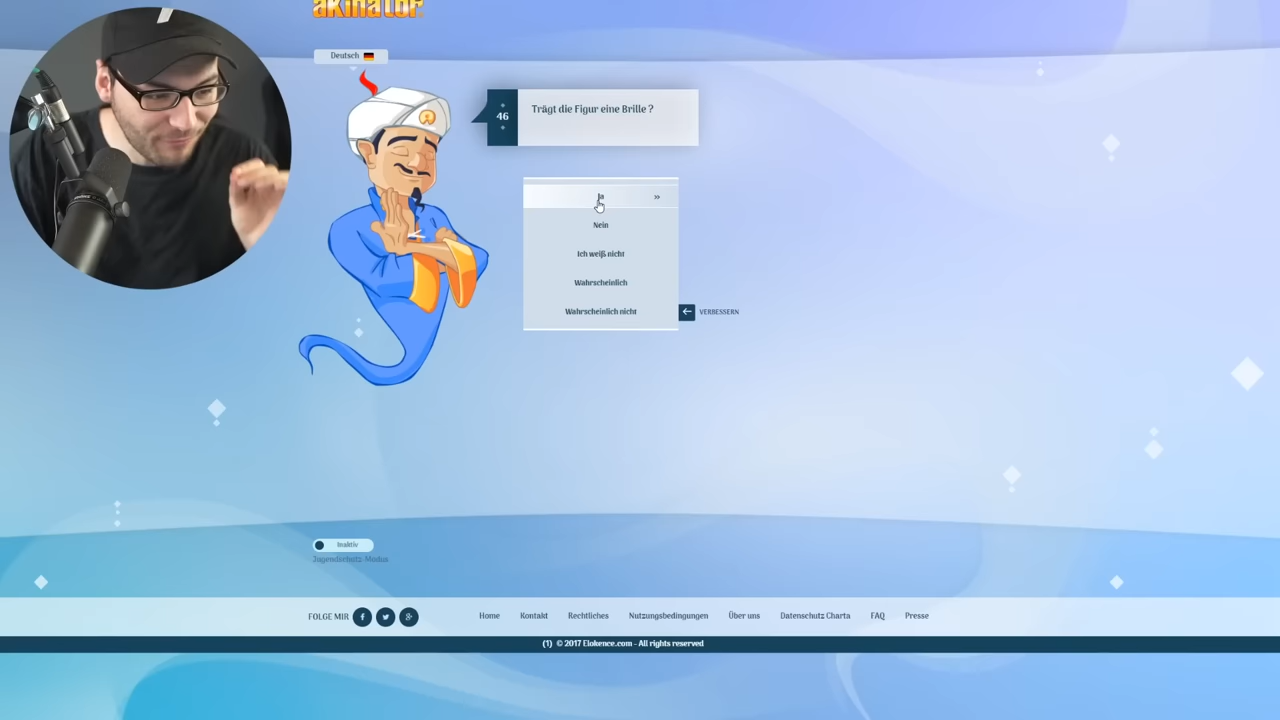 akinator
Deutsch
46
Trägt die Figur eine Brille ?
Ja
Nein
Ich weiß nicht
Wahrscheinlich
Wahrscheinlich nicht
VERBESSERN
Inaktiv
Jugendschutz Modus
FOLGE MIR
Home Kontakt Rechtliches Nutzungsbedingungen Über uns Datenschutz Charta FAQ Presse
(1) © 2017 Elokence.com - All rights reserved